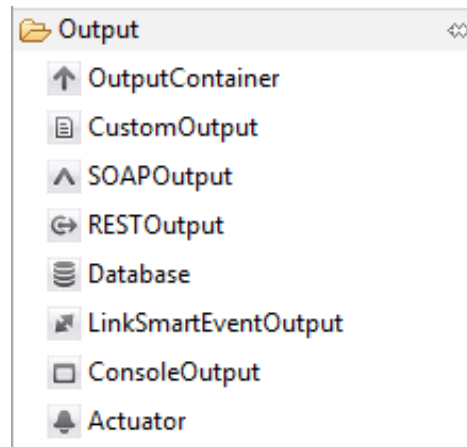 Output
OutputContainer
CustomOutput
SOAPOutput
RESTOutput
Database
LinkSmartEventOutput
ConsoleOutput
Actuator